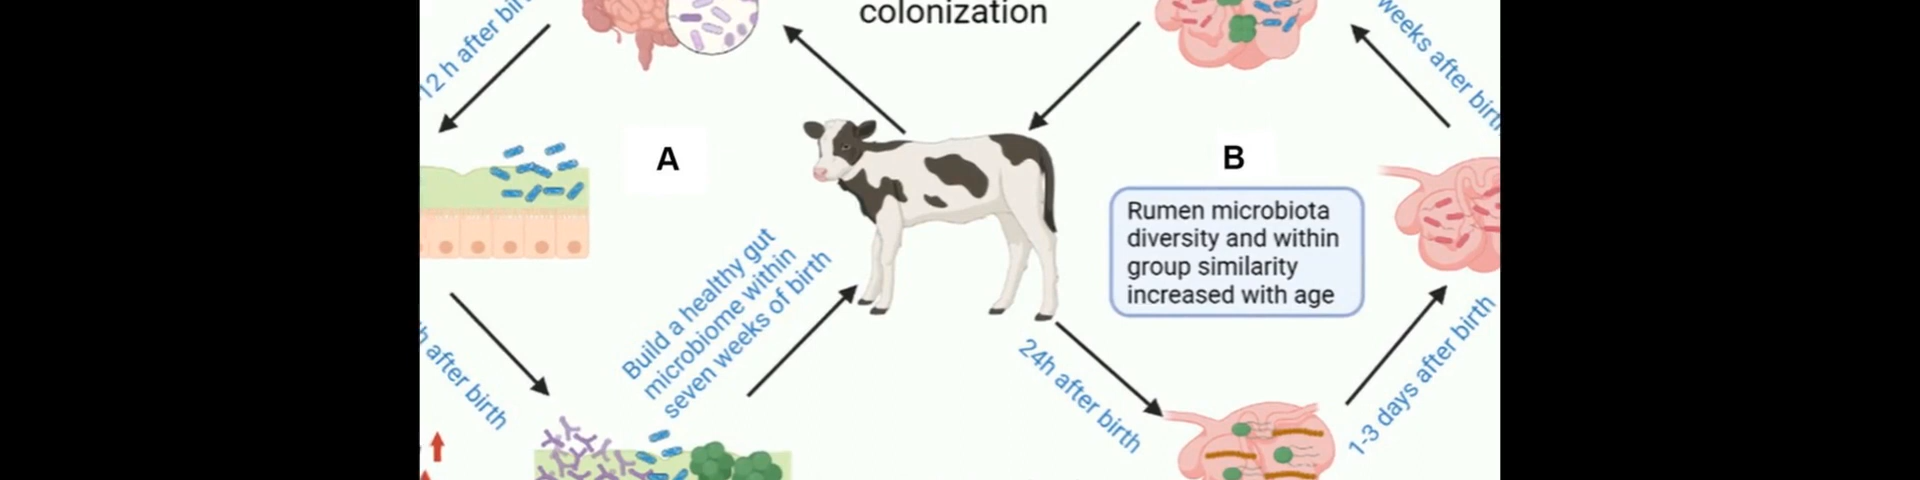 colonization
12 h after birth
weeks after birth
A
B
Rumen microbiota
diversity and within
group similarity
increased with age
Build a healthy gut
microbiome within
seven weeks of birth
h after birth
24h after birth
1-3 days after birth